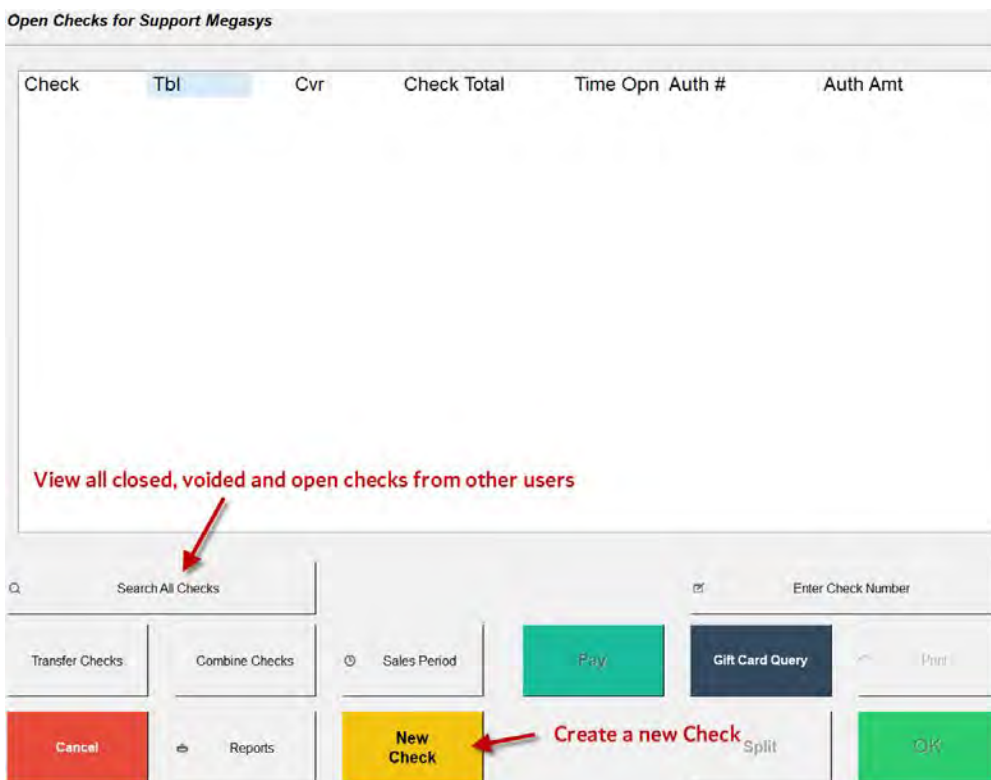 Open Checks for Support Megasys
Check Tbl Cvr Check Total Time Opn Auth # Auth Amt
View all closed, voided and open checks from other users
Search All Checks Enter Check Number
Transfer Checks Combine Checks Sales Period Pay Gift Card Query Print
Cancel Reports New Check Create a new Check Split OK